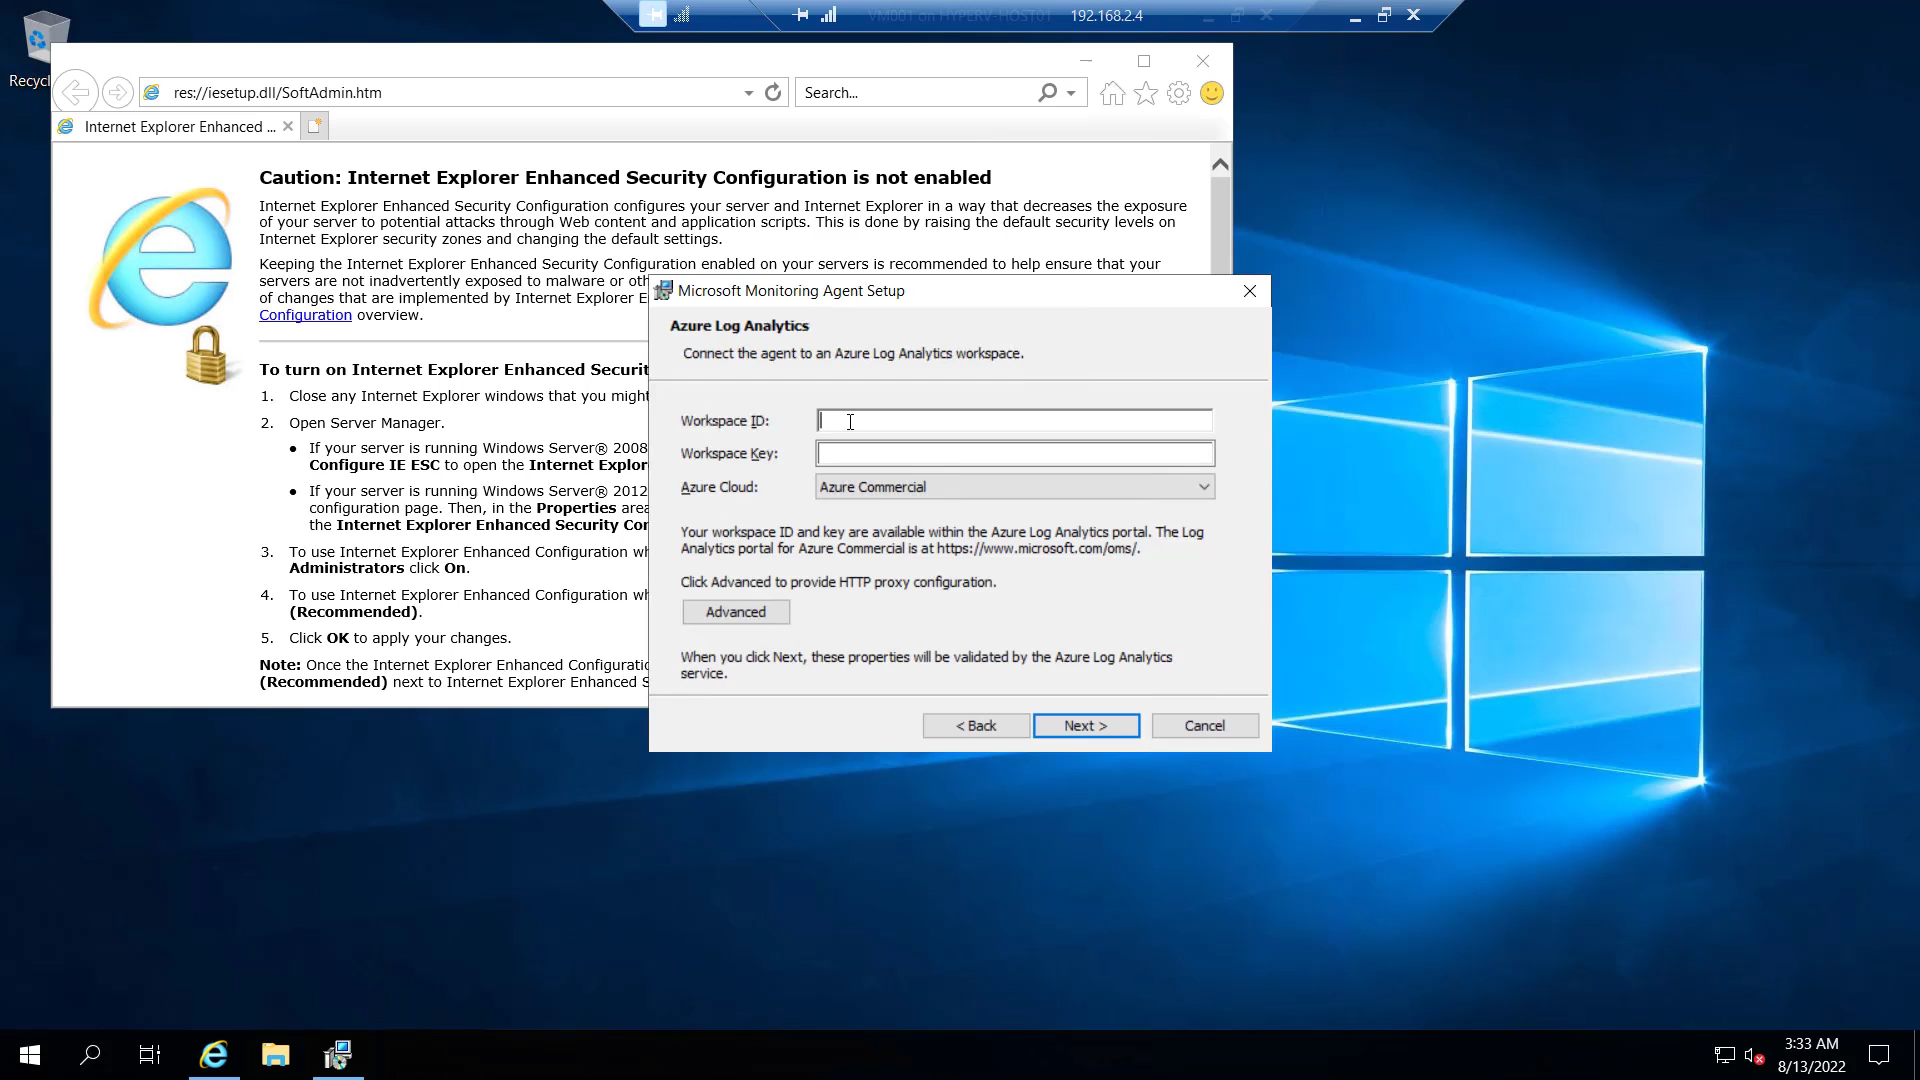 VM001 on HYPERV-HOST01
192.168.2.4
Recycl
res://iesetup.dll/SoftAdmin.htm
Search...
Internet Explorer Enhanced ...
Caution: Internet Explorer Enhanced Security Configuration is not enabled
Internet Explorer Enhanced Security Configuration configures your server and Internet Explorer in a way that decreases the exposure
of your server to potential attacks through Web content and application scripts. This is done by raising the default security levels on
Internet Explorer security zones and changing the default settings.
Keeping the Internet Explorer Enhanced Security Configuration enabled on your servers is recommended to help ensure that your
servers are not inadvertently exposed to malware or oth
of changes that are implemented by Internet Explorer E
Configuration overview.
To turn on Internet Explorer Enhanced Securit
1. Close any Internet Explorer windows that you might
2. Open Server Manager.
• If your server is running Windows Server® 2008
Configure IE ESC to open the Internet Explor
• If your server is running Windows Server® 2012
configuration page. Then, in the Properties area
the Internet Explorer Enhanced Security Con
3. To use Internet Explorer Enhanced Configuration wh
Administrators click On.
4. To use Internet Explorer Enhanced Configuration wh
(Recommended).
5. Click OK to apply your changes.
Note: Once the Internet Explorer Enhanced Configuratio
(Recommended) next to Internet Explorer Enhanced S
Microsoft Monitoring Agent Setup
Azure Log Analytics
Connect the agent to an Azure Log Analytics workspace.
Workspace ID:
Workspace Key:
Azure Cloud: Azure Commercial
Your workspace ID and key are available within the Azure Log Analytics portal. The Log
Analytics portal for Azure Commercial is at https://www.microsoft.com/oms/.
Click Advanced to provide HTTP proxy configuration.
Advanced
When you click Next, these properties will be validated by the Azure Log Analytics
service.
< Back
Next >
Cancel
3:33 AM
8/13/2022